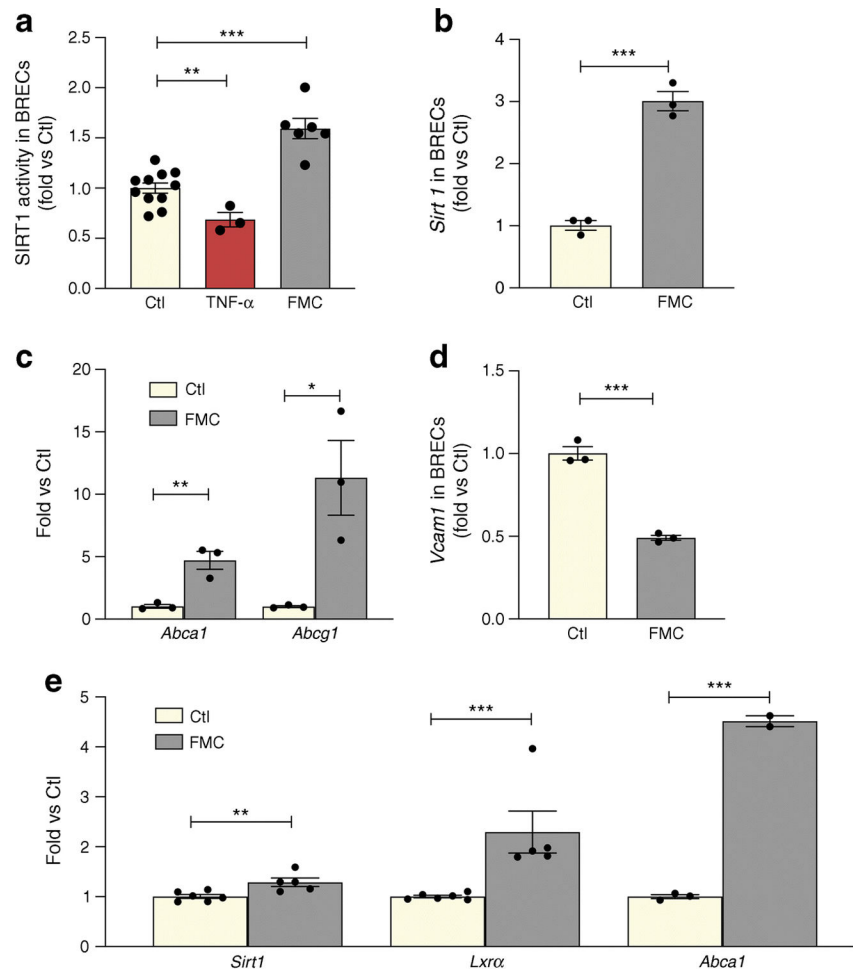 a
SIRT1 activity in BRECs
(fold vs Ctl)
2.5
2.0
1.5
1.0
0.5
0.0
**
***
Ctl TNF-α FMC
b
Sirt 1 in BRECs
(fold vs Ctl)
4
3
2
1
0
***
Ctl FMC
c
Fold vs Ctl
20
15
10
5
0
Ctl
FMC
**
*
Abca1 Abcg1
d
Vcam1 in BRECs
(fold vs Ctl)
1.5
1.0
0.5
0.0
***
Ctl FMC
e
Fold vs Ctl
5
4
3
2
1
0
Ctl
FMC
**
***
***
Sirt1 Lxrα Abca1